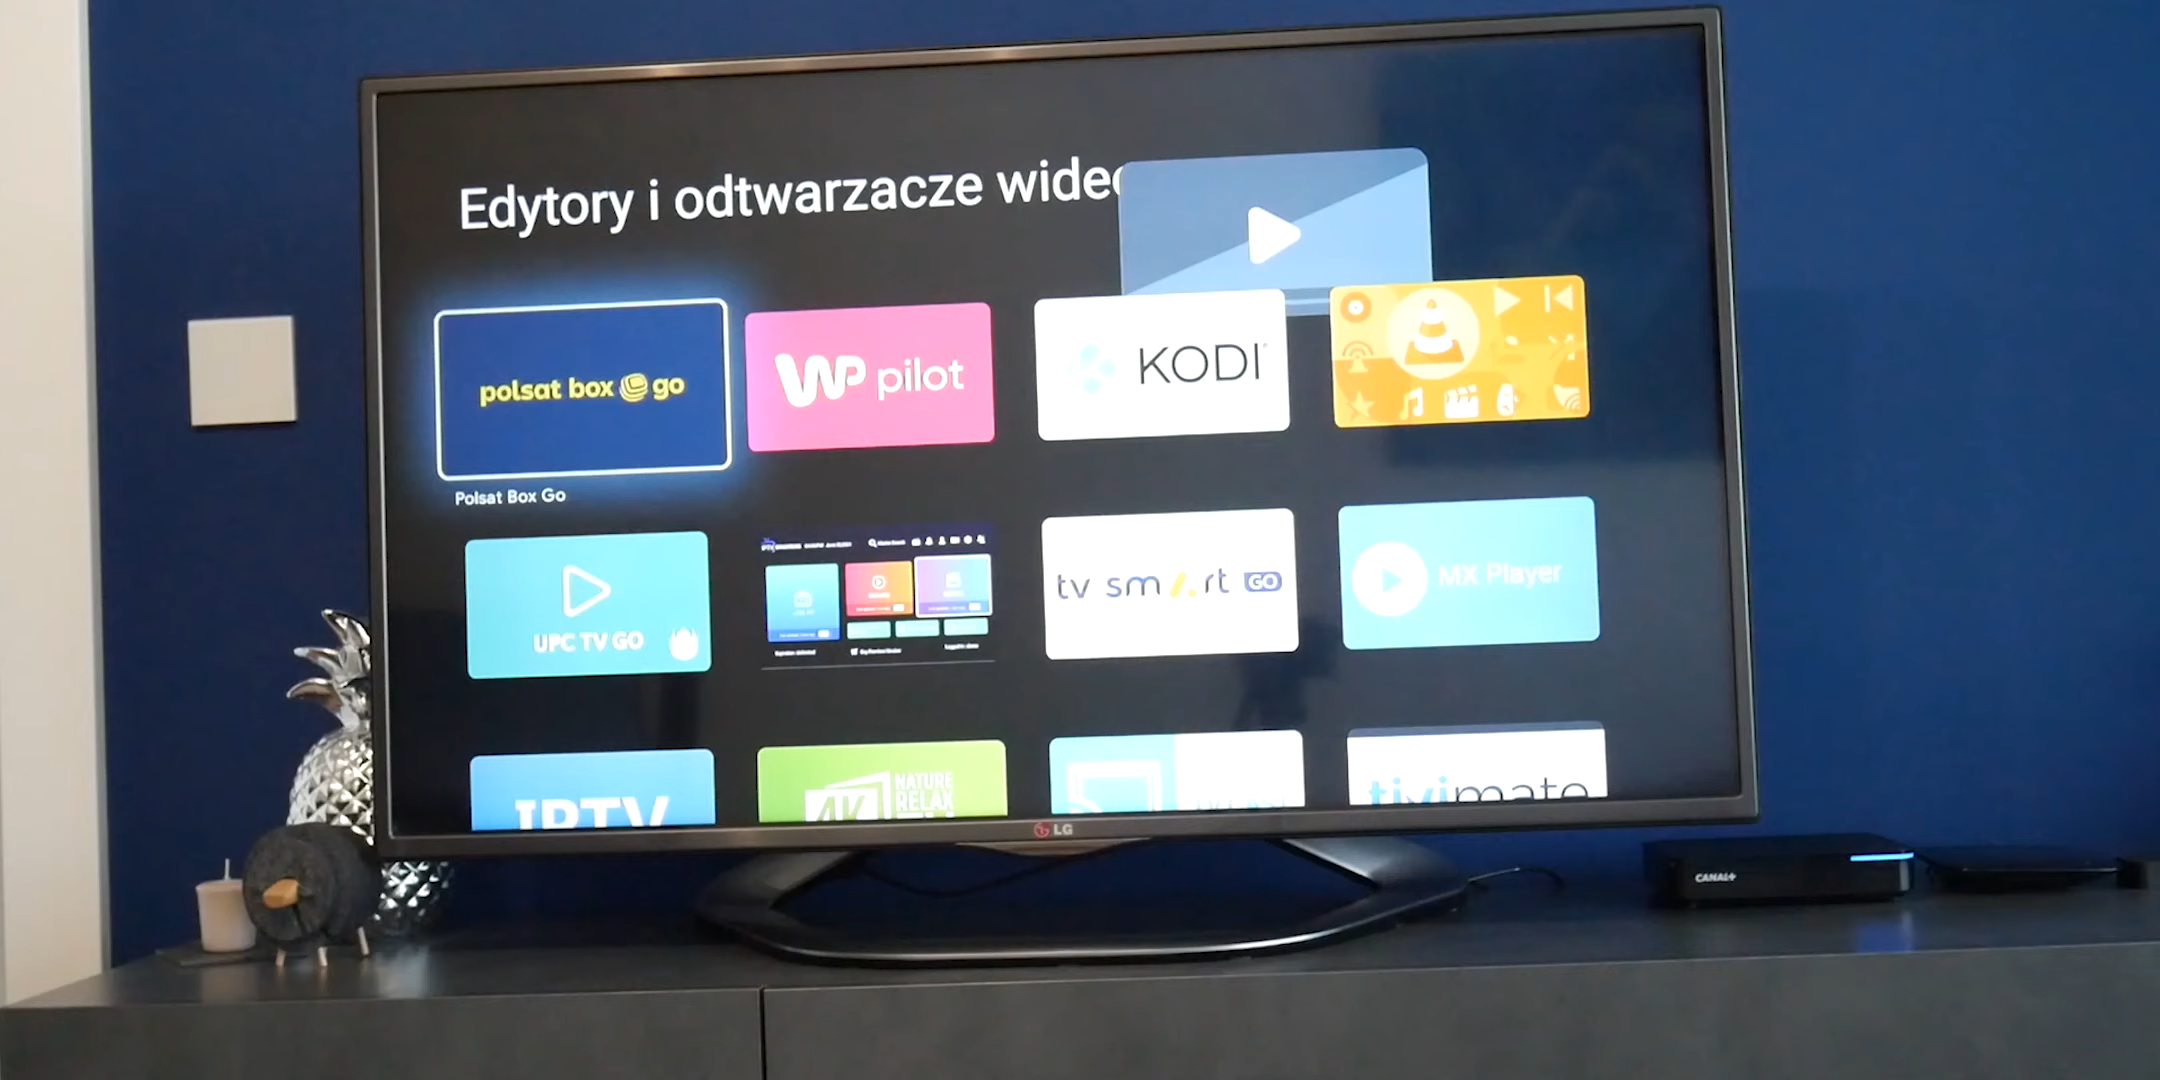 Edytory i odtwarzacze wideo
polsat box go
WP pilot
KODI
Polsat Box Go
UPC TV GO
tv smart GO
MX Player
IPTV
4K NATURE
RELAX
tivimate
LG
CANAL+